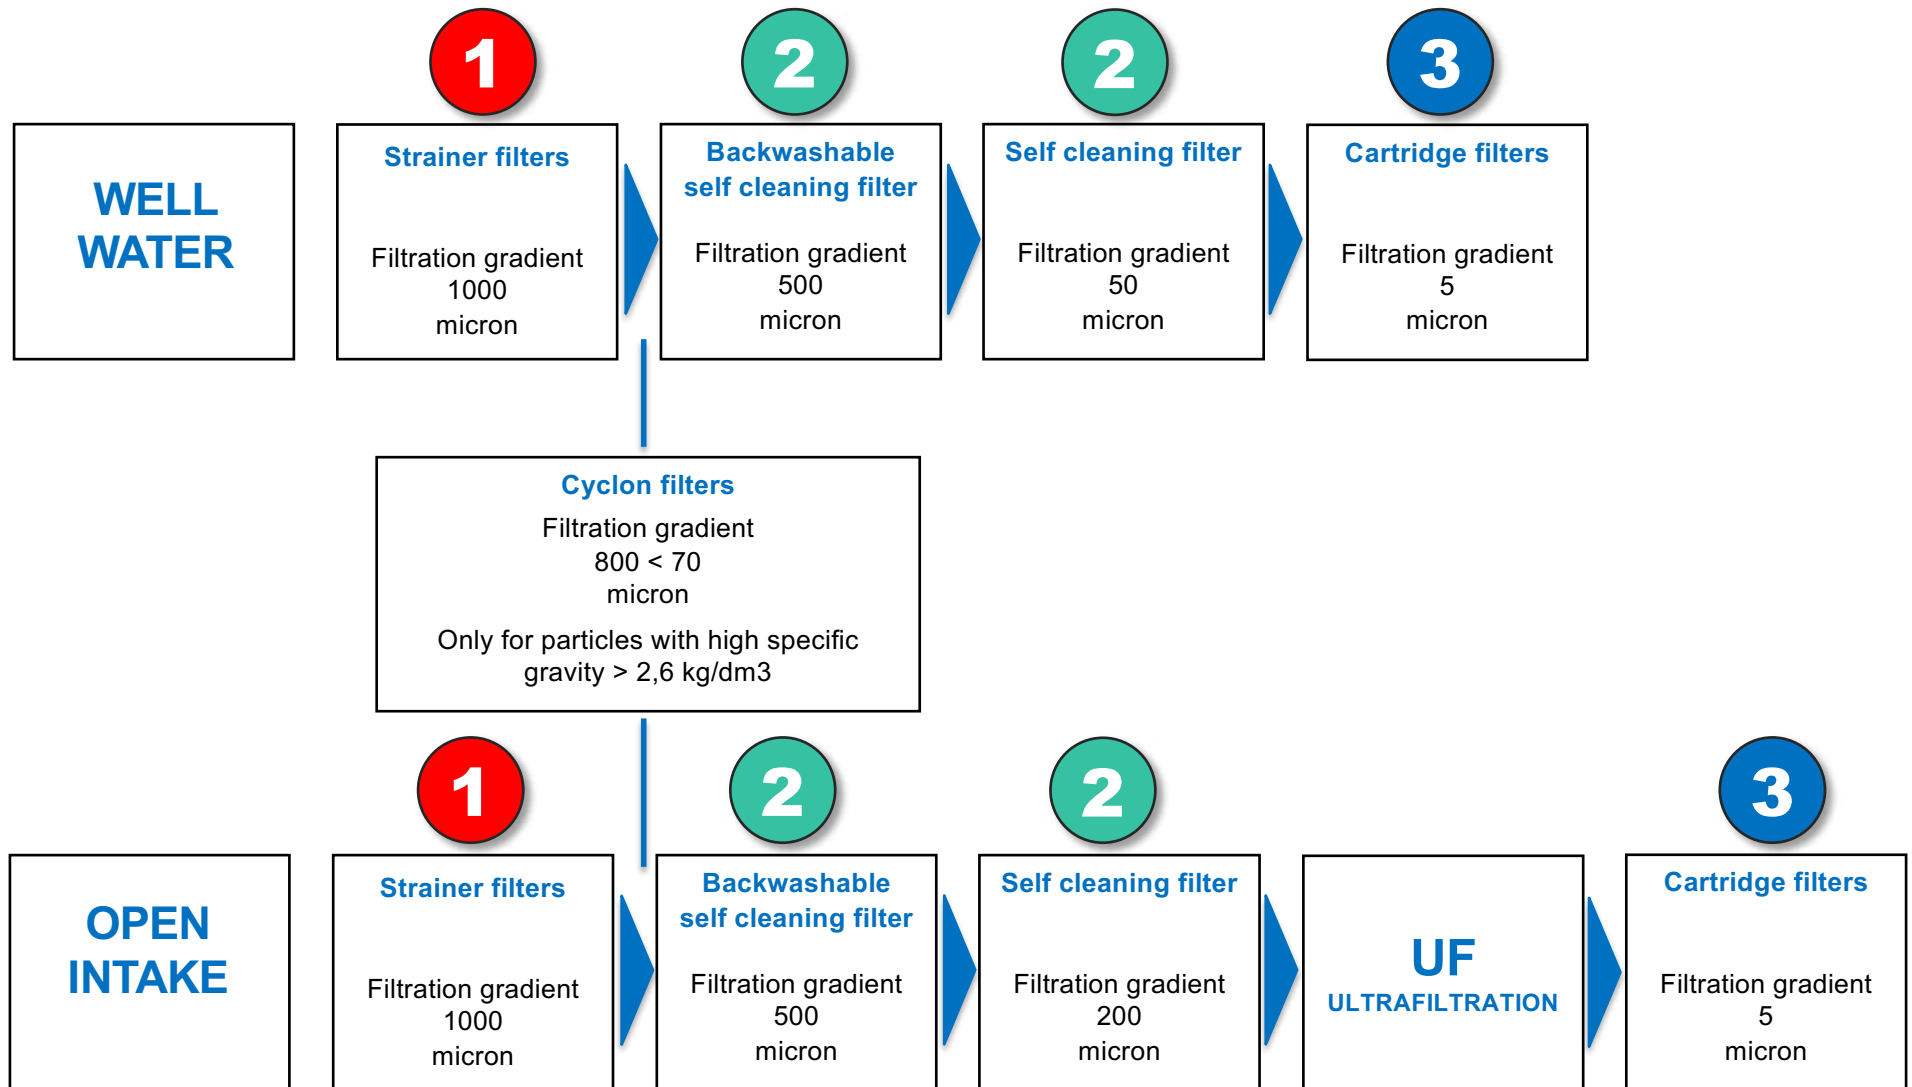 1
2
2
3
WELL
WATER
Strainer filters
Filtration gradient
1000
micron
Backwashable
self cleaning filter
Filtration gradient
500
micron
Self cleaning filter
Filtration gradient
50
micron
Cartridge filters
Filtration gradient
5
micron
Cyclon filters
Filtration gradient
800 < 70
micron
Only for particles with high specific
gravity > 2,6 kg/dm3
1
2
2
3
OPEN
INTAKE
Strainer filters
Filtration gradient
1000
micron
Backwashable
self cleaning filter
Filtration gradient
500
micron
Self cleaning filter
Filtration gradient
200
micron
UF
ULTRAFILTRATION
Cartridge filters
Filtration gradient
5
micron